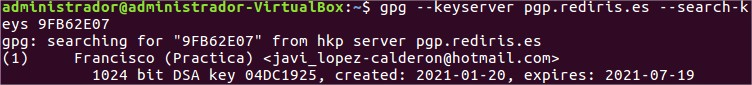 administrador@administrador-VirtualBox:~$ gpg --keyserver pgp.rediris.es --search-k
eys 9FB62E07
gpg: searching for "9FB62E07" from hkp server pgp.rediris.es
(1)     Francisco (Practica) <javi_lopez-calderon@hotmail.com>
          1024 bit DSA key 04DC1925, created: 2021-01-20, expires: 2021-07-19